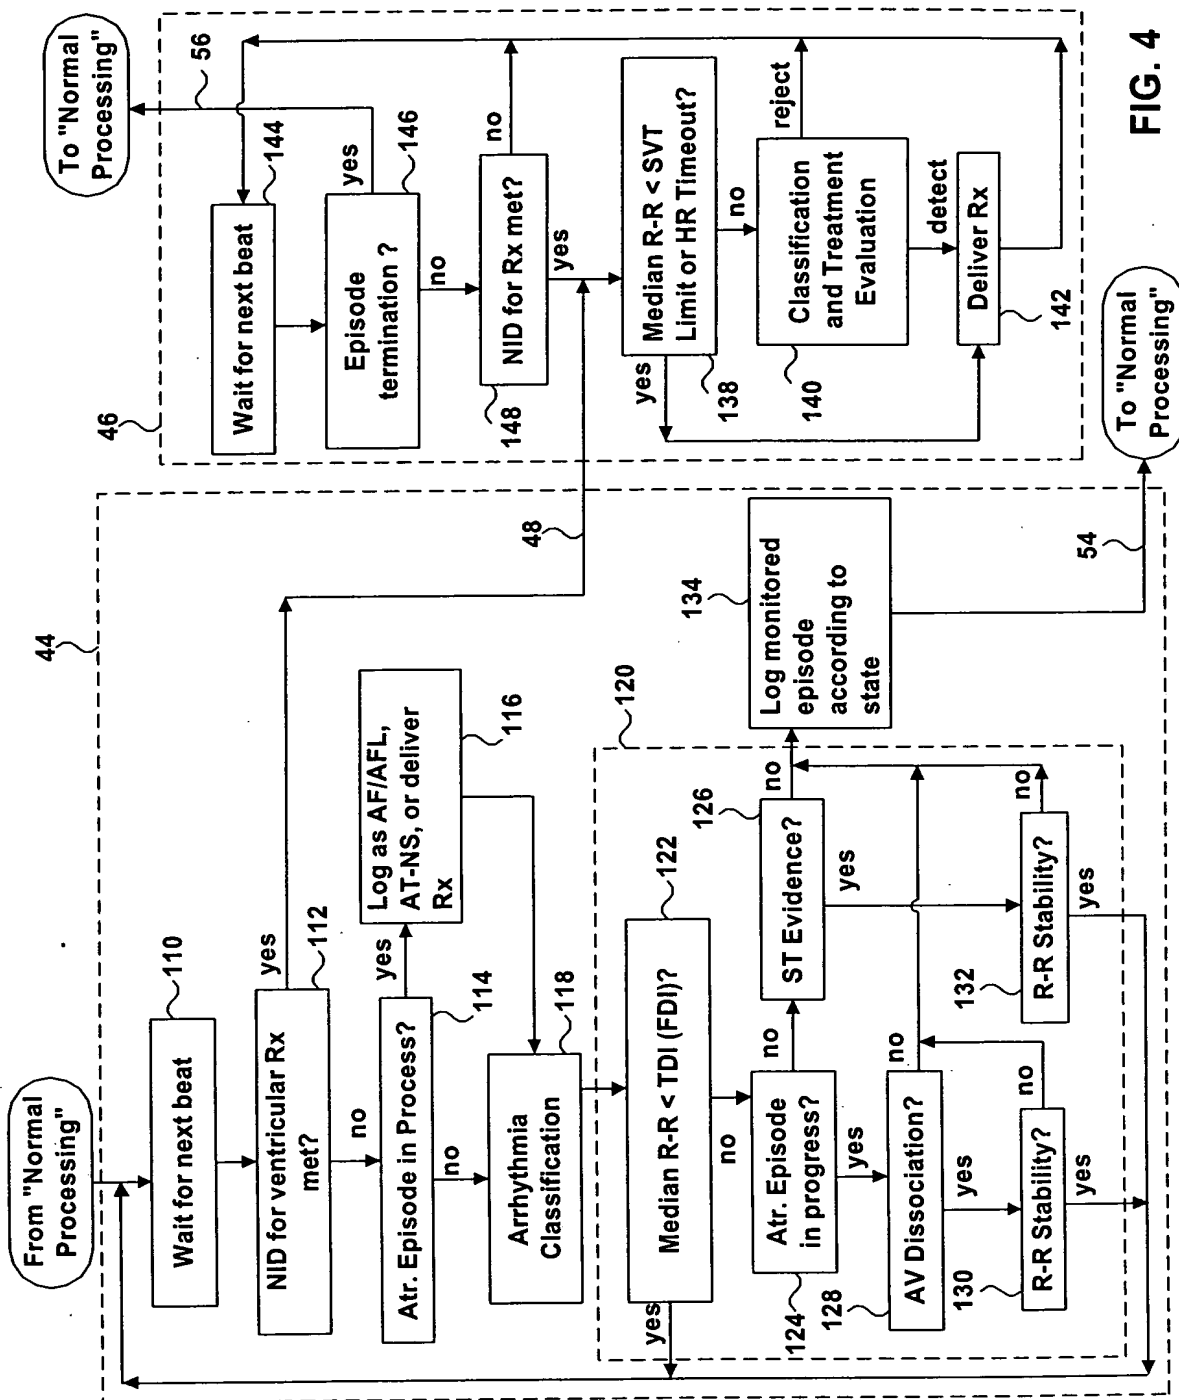 From "Normal
Processing"
44
110
Wait for next beat
112
NID for ventricular Rx
met?
yes
no
114
Atr. Episode in Process?
yes
no
Log as AF/AFL,
AT-NS, or deliver
Rx
116
118
Arrhythmia
Classification
120
122
Median R-R < TDI (FDI)?
yes
no
124
Atr. Episode
in progress?
no
yes
126
ST Evidence?
no
yes
128
AV Dissociation?
no
yes
130
R-R Stability?
no
yes
132
R-R Stability?
no
yes
134
Log monitored
episode
according to
state
48
54
To "Normal
Processing"
To "Normal
Processing"
56
46
144
Wait for next beat
146
Episode
termination ?
yes
no
148
NID for Rx met?
no
yes
138
Median R-R < SVT
Limit or HR Timeout?
yes
no
140
Classification
and Treatment
Evaluation
reject
detect
Deliver Rx
142
FIG. 4